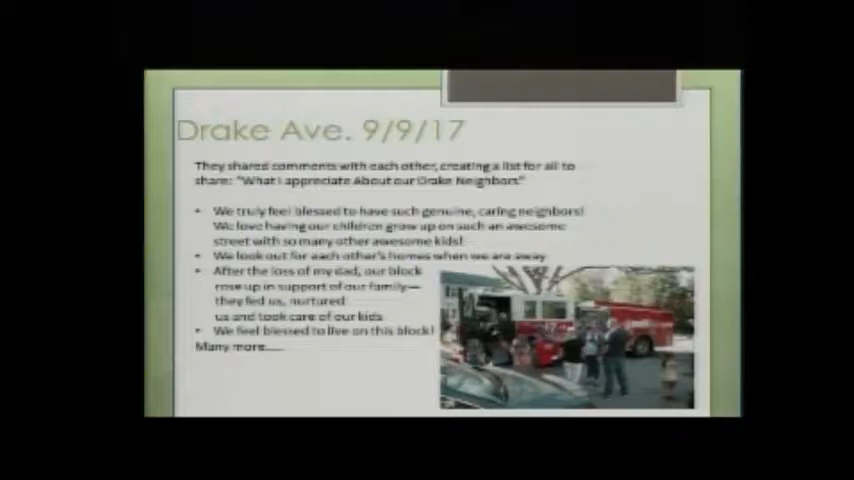 Drake Ave. 9/9/17
They shared comments with each other, creating a list for all to
share: "What I appreciate About our Drake Neighbors"
• We truly feel blessed to have such genuine, caring neighbors!
We love having our children grow up on such an awesome
street with so many other awesome kids!
• We look out for each other's homes when we are away
• After the loss of my dad, our block
rose up in support of our family—
they fed us, nurtured
us and took care of our kids
• We feel blessed to live on this block!
Many more.....